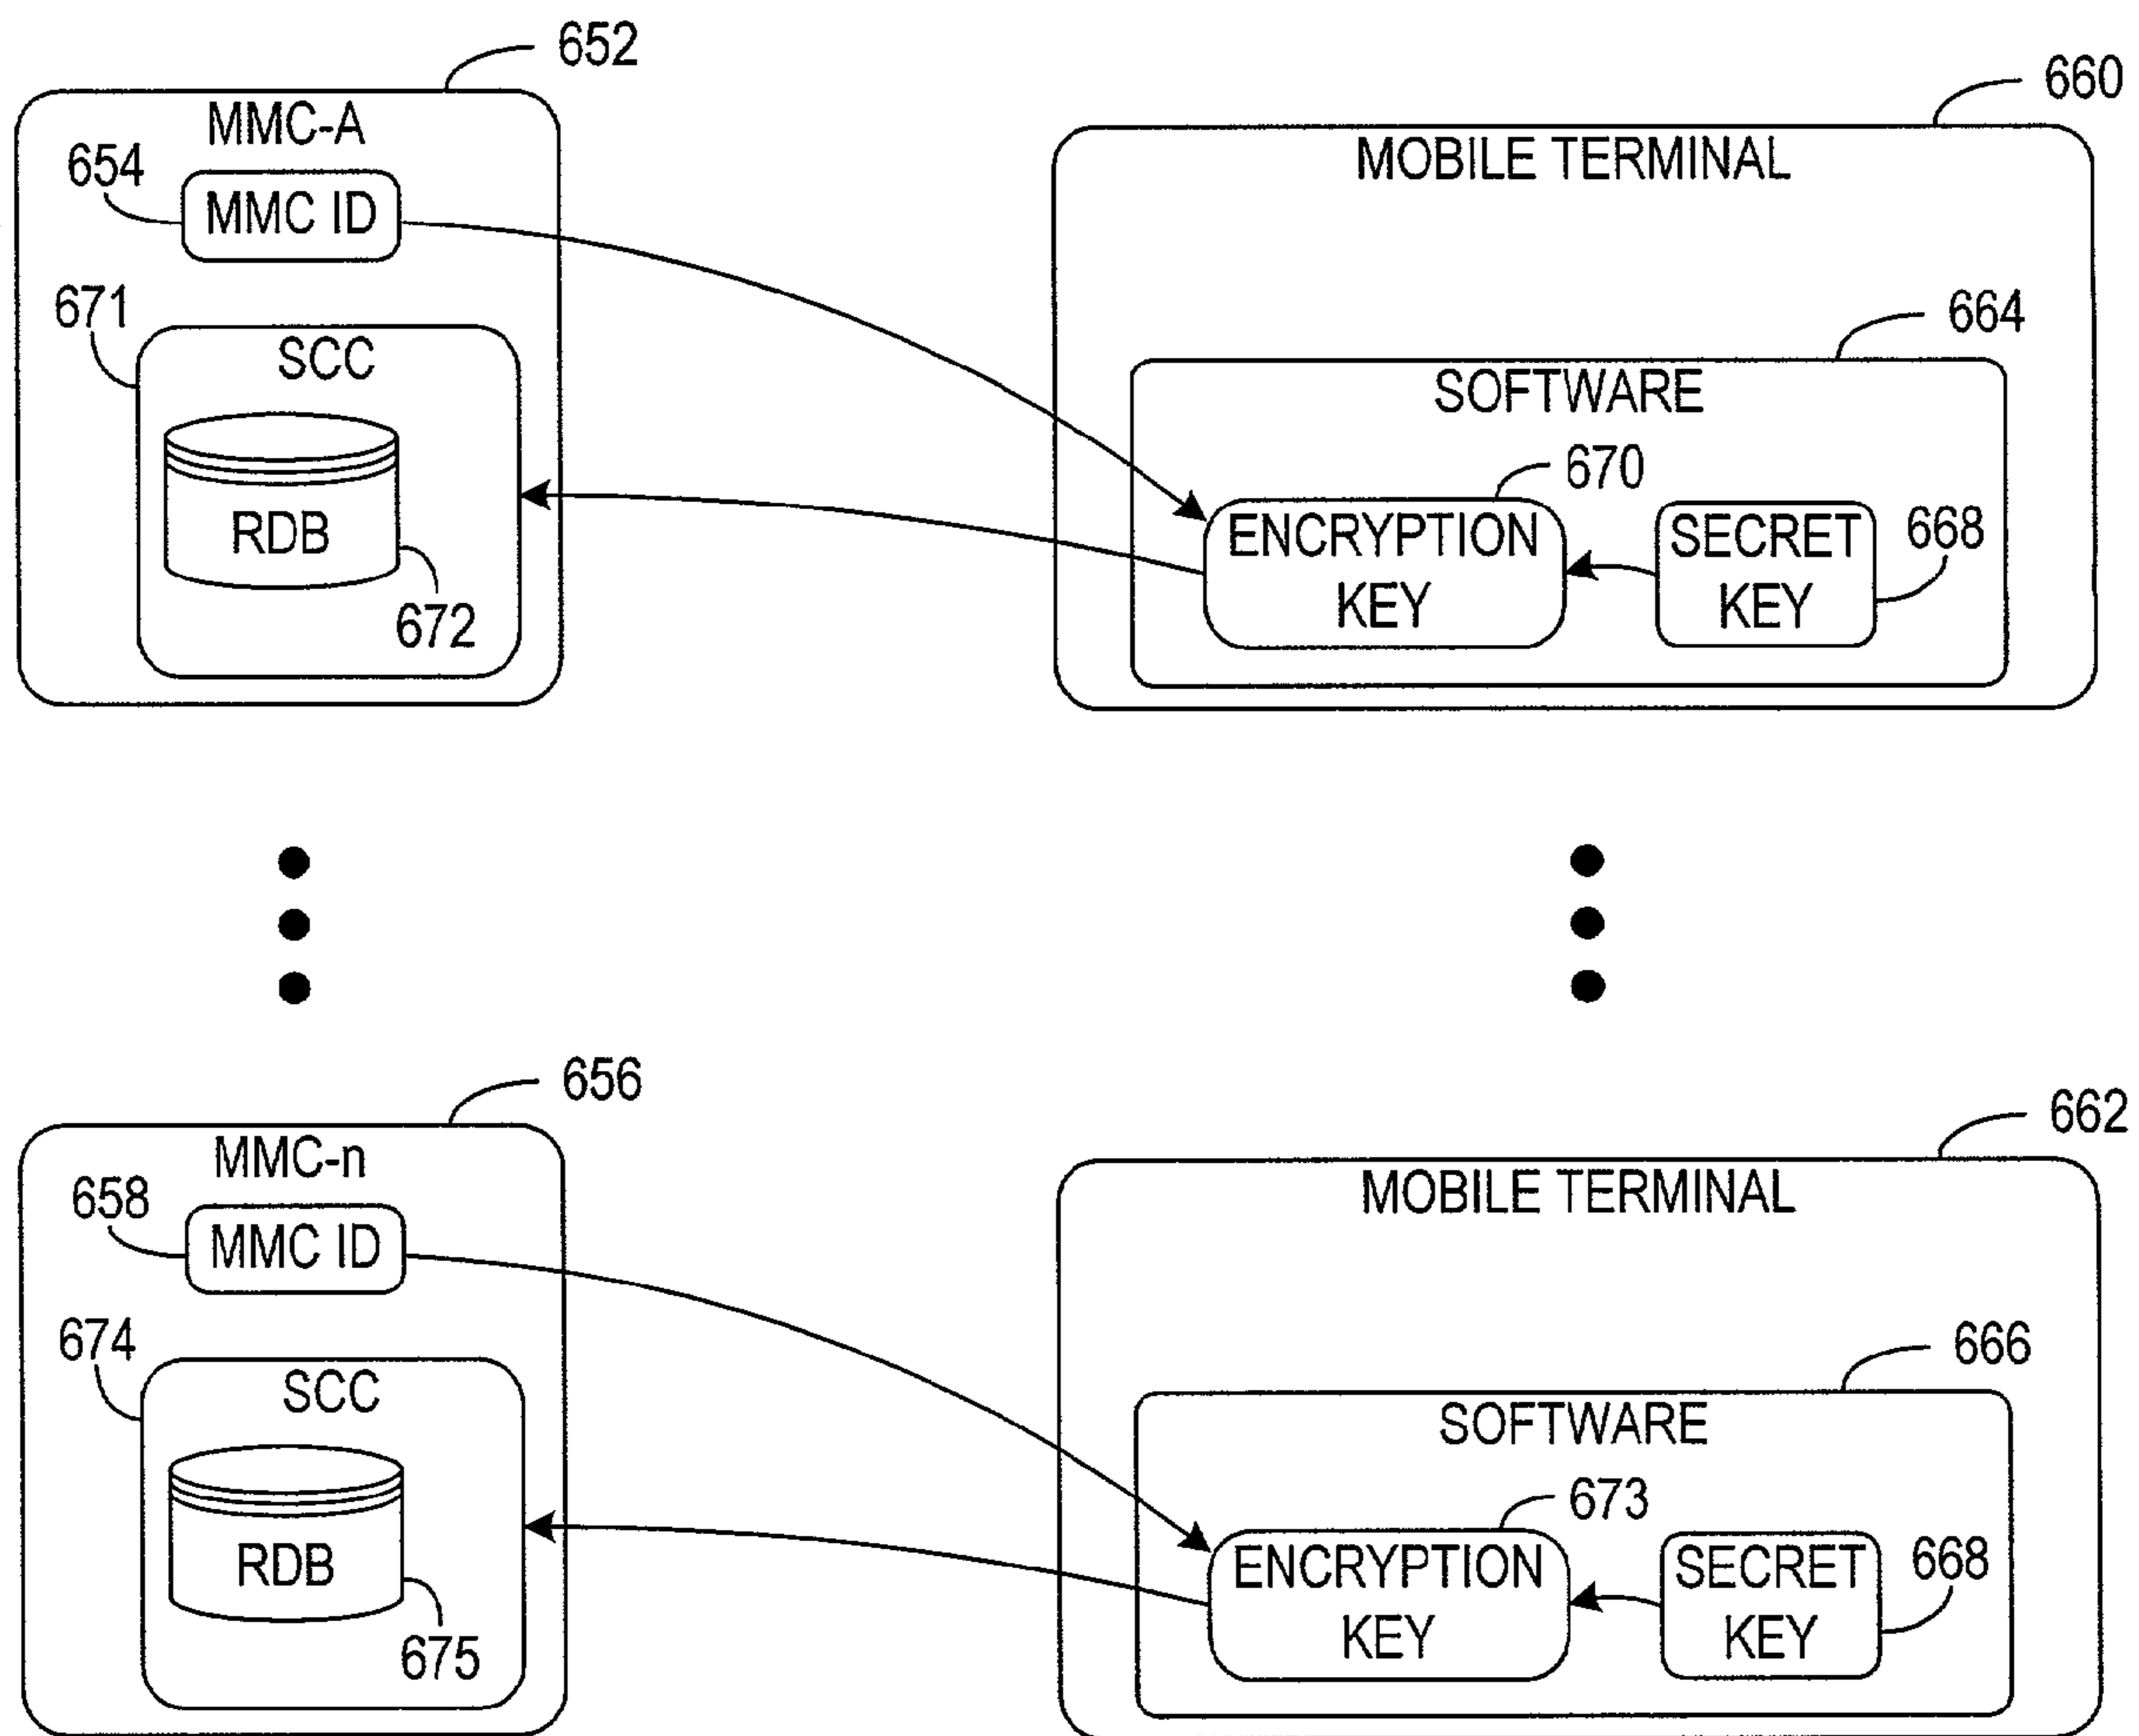 652
MMC-A
654
MMC ID
671
SCC
RDB
672
660
MOBILE TERMINAL
664
SOFTWARE
670
ENCRYPTION
KEY
SECRET
KEY
668
656
MMC-n
658
MMC ID
674
SCC
RDB
675
662
MOBILE TERMINAL
666
SOFTWARE
673
ENCRYPTION
KEY
SECRET
KEY
668